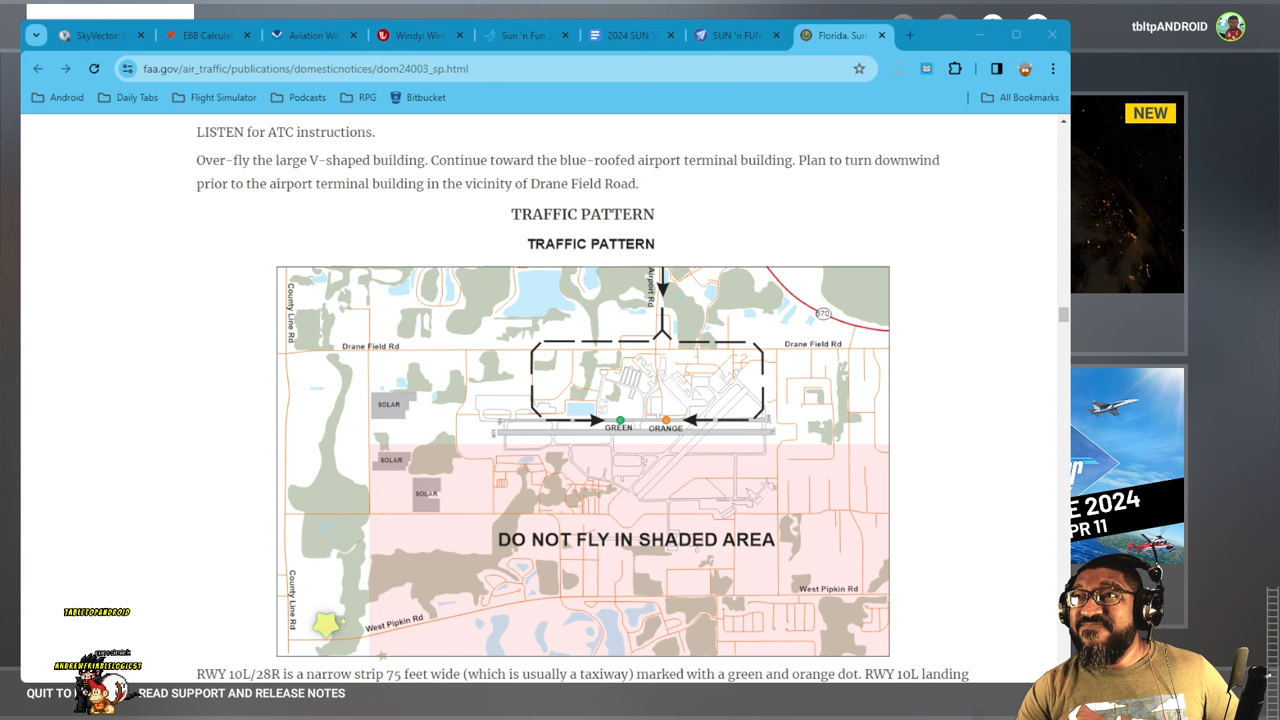 tbltpANDROID
SkyVector: E
E6B Calculat
Aviation We
Windy: Win
Sun 'n Fun
2024 SUN '
SUN 'n FUN
Florida. Sun
faa.gov/air_traffic/publications/domesticnotices/dom24003_sp.html
Android
Daily Tabs
Flight Simulator
Podcasts
RPG
Bitbucket
All Bookmarks
NEW
LISTEN for ATC instructions.
Over-fly the large V-shaped building. Continue toward the blue-roofed airport terminal building. Plan to turn downwind
prior to the airport terminal building in the vicinity of Drane Field Road.
TRAFFIC PATTERN
TRAFFIC PATTERN
County Line Rd
Airport Rd
570
Drane Field Rd
Drane Field Rd
SOLAR
GREEN
ORANGE
SOLAR
SOLAR
DO NOT FLY IN SHADED AREA
County Line Rd
West Pipkin Rd
West Pipkin Rd
E 2024
PR 11
TABLETOPANDROID
ANDREWFRIABLELOGIC51
RWY 10L/28R is a narrow strip 75 feet wide (which is usually a taxiway) marked with a green and orange dot. RWY 10L landing
QUIT TO
READ SUPPORT AND RELEASE NOTES